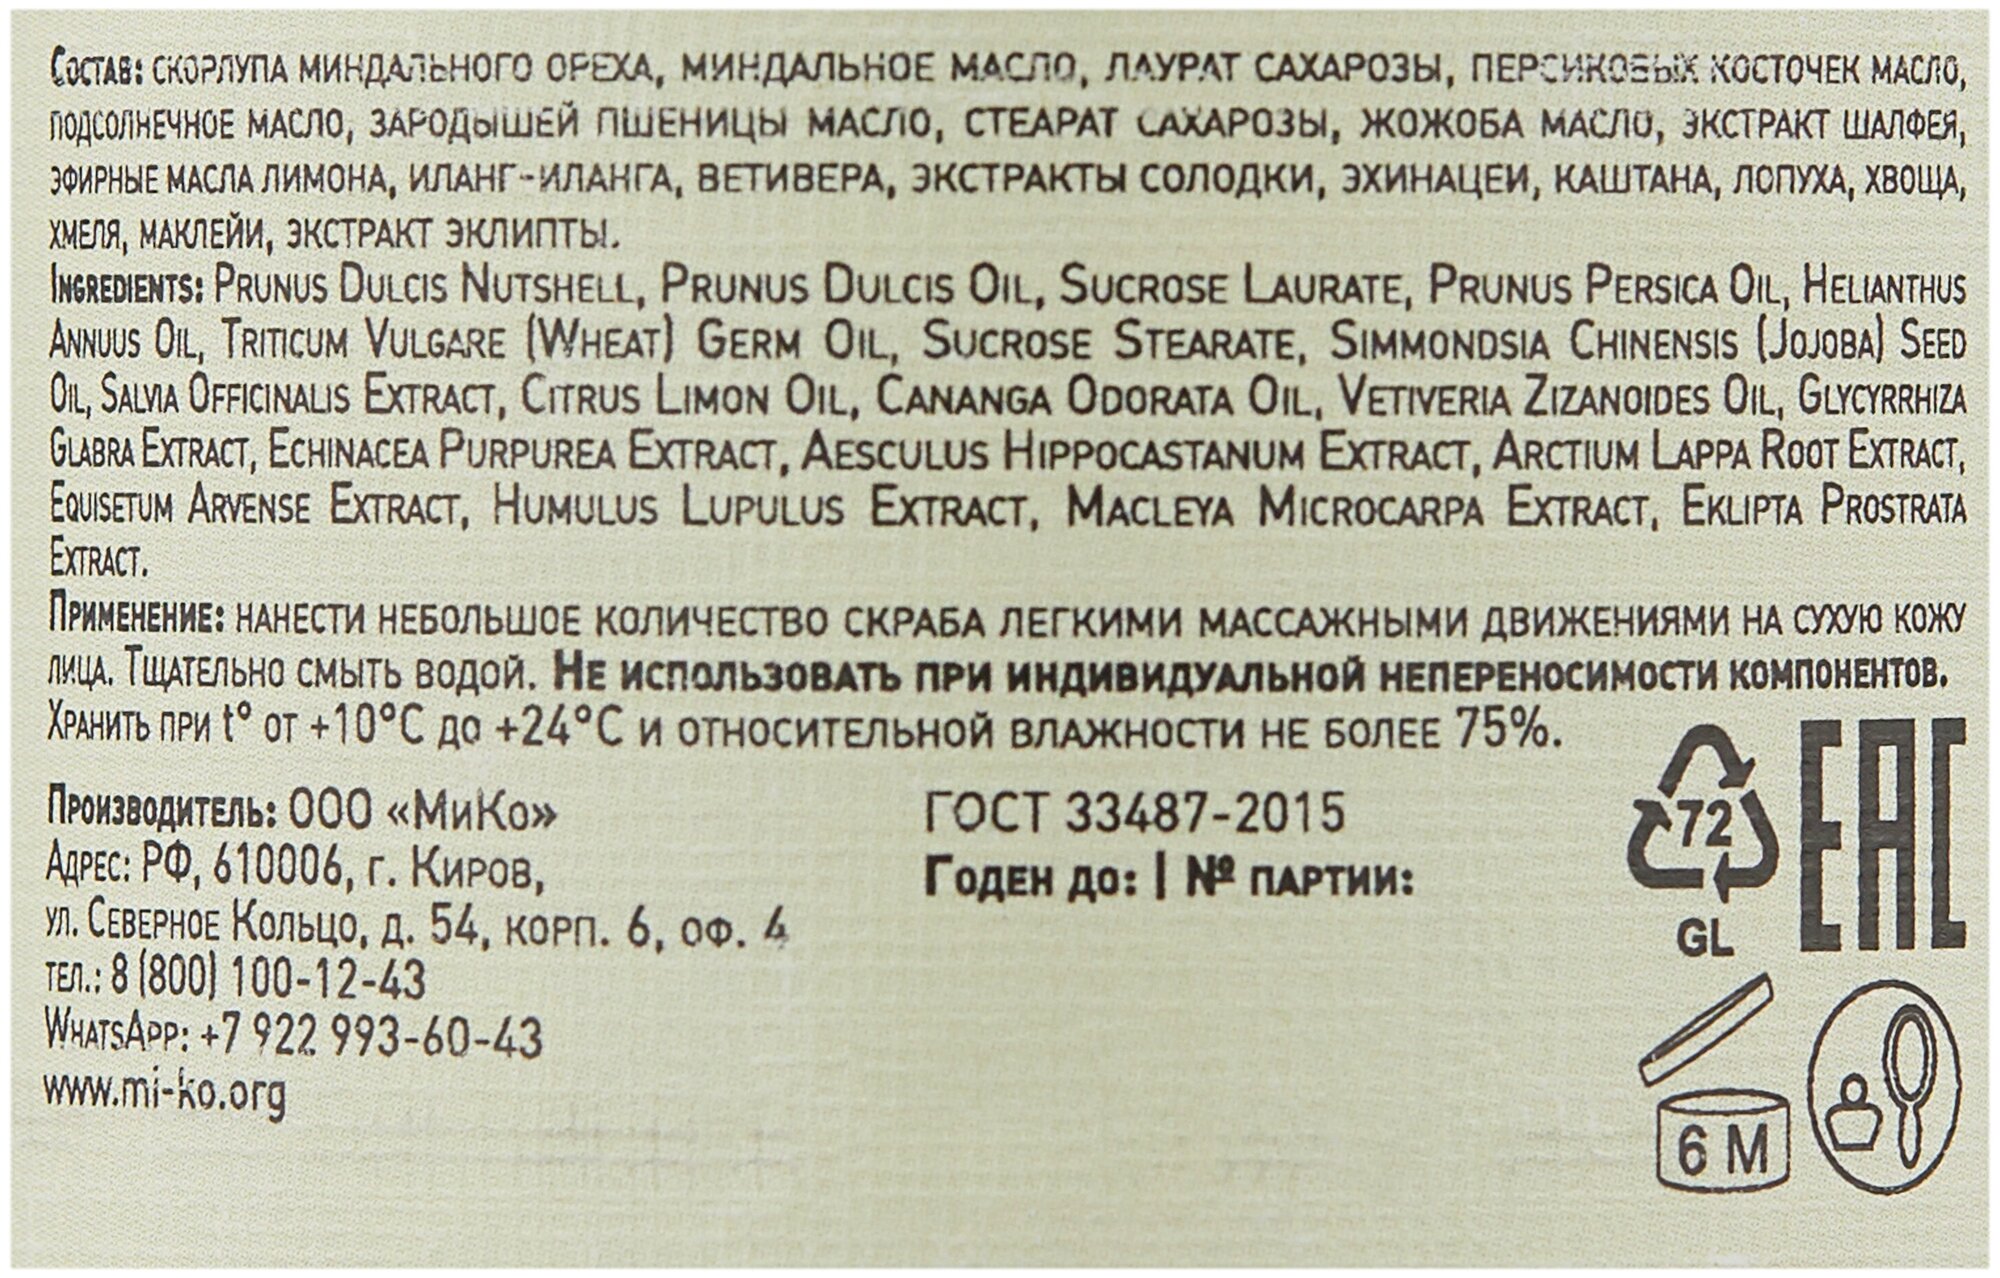 Состав: скорлупа миндального ореха, миндальное масло, лаурат сахарозы, персиковых косточек масло,
подсолнечное масло, зародышей пшеницы масло, стеарат сахарозы, жожоба масло, экстракт шалфея,
эфирные масла лимона, иланг-иланга, ветивера, экстракты солодки, эхинацеи, каштана, лопуха, хвоща,
хмеля, маклейи, экстракт эклипты.
Ingredients: Prunus Dulcis Nutshell, Prunus Dulcis Oil, Sucrose Laurate, Prunus Persica Oil, Helianthus
Annuus Oil, Triticum Vulgare (Wheat) Germ Oil, Sucrose Stearate, Simmondsia Chinensis (Jojoba) Seed
Oil, Salvia Officinalis Extract, Citrus Limon Oil, Cananga Odorata Oil, Vetiveria Zizanoides Oil, Glycyrrhiza
Glabra Extract, Echinacea Purpurea Extract, Aesculus Hippocastanum Extract, Arctium Lappa Root Extract,
Equisetum Arvense Extract, Humulus Lupulus Extract, Macleya Microcarpa Extract, Eklipta Prostrata
Extract.
Применение: нанести небольшое количество скраба легкими массажными движениями на сухую кожу
лица. Тщательно смыть водой. Не использовать при индивидуальной непереносимости компонентов.
Хранить при t° от +10°C до +24°C и относительной влажности не более 75%.
Производитель: ООО «МиКо»
Адрес: РФ, 610006, г. Киров,
ул. Северное Кольцо, д. 54, корп. 6, оф. 4
тел.: 8 (800) 100-12-43
WhatsApp: +7 922 993-60-43
www.mi-ko.org
ГОСТ 33487-2015
Годен до: | № партии:
72
GL
EAC
6 M